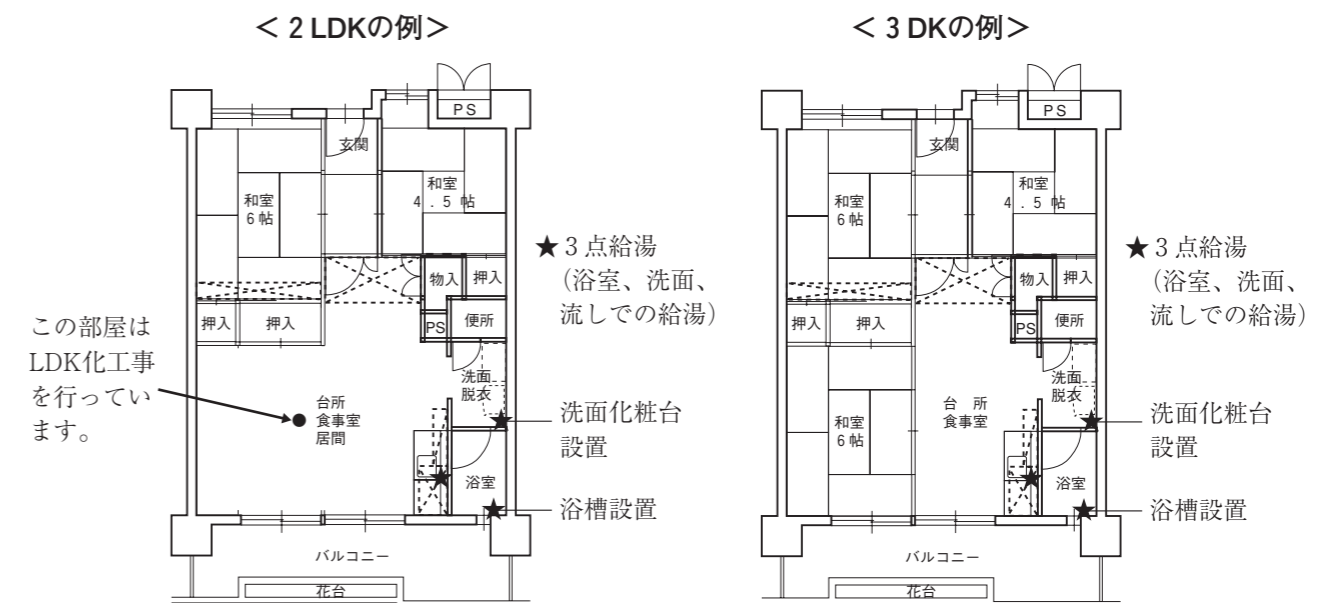 ＜２LDKの例＞
PS
玄関
和室
6帖
和室
4.5帖
物入
押入
押入
押入
PS
便所
洗面
脱衣
台所
食事室
居間
浴室
バルコニー
花台
この部屋は
LDK化工事
を行ってい
ます。
★３点給湯
（浴室、洗面、
流しでの給湯）
洗面化粧台
設置
浴槽設置
＜３DKの例＞
PS
玄関
和室
6帖
和室
4.5帖
物入
押入
押入
押入
PS
便所
洗面
脱衣
和室
6帖
台所
食事室
浴室
バルコニー
花台
★３点給湯
（浴室、洗面、
流しでの給湯）
洗面化粧台
設置
浴槽設置